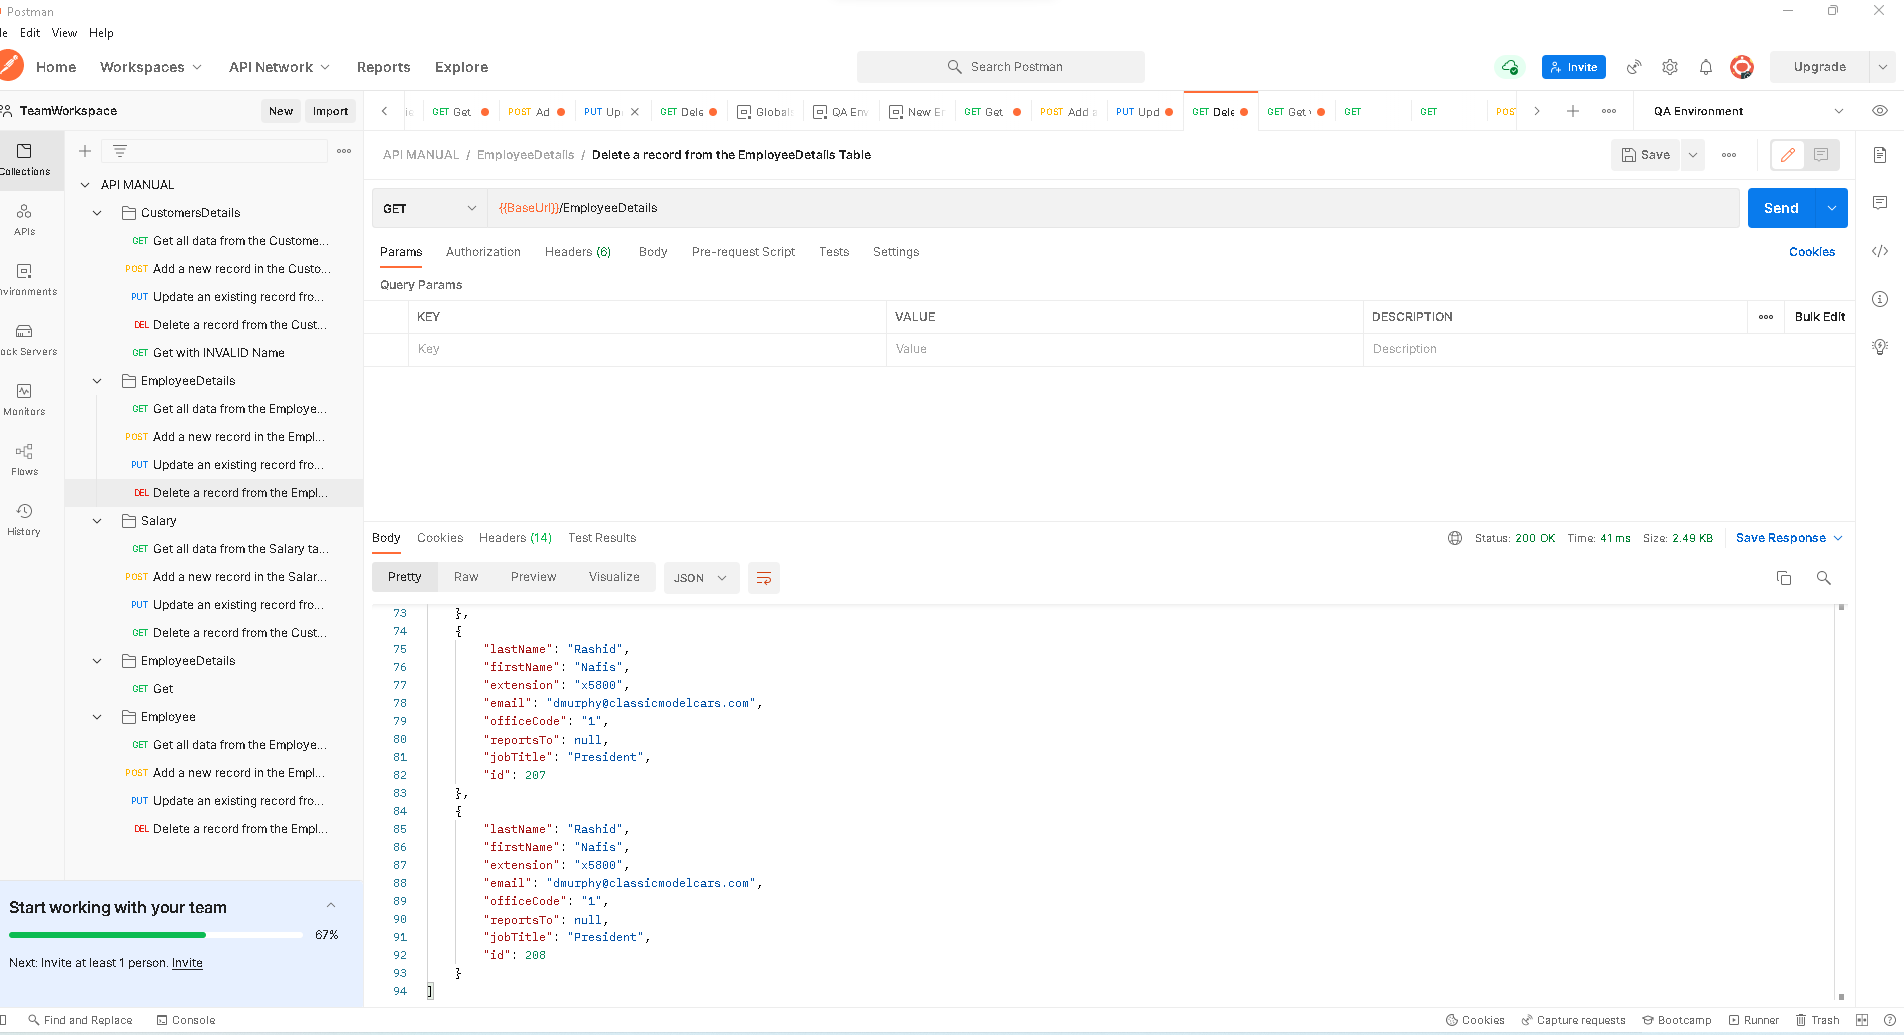 Postman
le Edit View Help
Home Workspaces API Network Reports Explore Search Postman Invite Upgrade
TeamWorkspace New Import GET Get POST Ad PUT Up GET Dele Globals QA Env New En GET Get POST Add a PUT Upd GET Dele GET Get GET GET POST QA Environment
API MANUAL / EmployeeDetails / Delete a record from the EmployeeDetails Table Save
Collections
APIs
nvironments
ock Servers
Monitors
Flows
History
API MANUAL
CustomersDetails
GET Get all data from the Custome...
POST Add a new record in the Custo...
PUT Update an existing record fro...
DEL Delete a record from the Cust...
GET Get with INVALID Name
EmployeeDetails
GET Get all data from the Employe...
POST Add a new record in the Empl...
PUT Update an existing record fro...
DEL Delete a record from the Empl...
Salary
GET Get all data from the Salary ta...
POST Add a new record in the Salar...
PUT Update an existing record fro...
GET Delete a record from the Cust...
EmployeeDetails
GET Get
Employee
GET Get all data from the Employe...
POST Add a new record in the Empl...
PUT Update an existing record fro...
DEL Delete a record from the Empl...
Start working with your team
67%
Next: Invite at least 1 person. Invite
GET {{BaseUrl}}/EmployeeDetails Send
Params Authorization Headers (6) Body Pre-request Script Tests Settings Cookies
Query Params
KEY VALUE DESCRIPTION Bulk Edit
Key Value Description
Body Cookies Headers (14) Test Results Status: 200 OK Time: 41 ms Size: 2.49 KB Save Response
Pretty Raw Preview Visualize JSON
73 },
74 {
75 "lastName": "Rashid",
76 "firstName": "Nafis",
77 "extension": "x5800",
78 "email": "dmurphy@classicmodelcars.com",
79 "officeCode": "1",
80 "reportsTo": null,
81 "jobTitle": "President",
82 "id": 207
83 },
84 {
85 "lastName": "Rashid",
86 "firstName": "Nafis",
87 "extension": "x5800",
88 "email": "dmurphy@classicmodelcars.com",
89 "officeCode": "1",
90 "reportsTo": null,
91 "jobTitle": "President",
92 "id": 208
93 }
94 ]
Find and Replace Console Cookies Capture requests Bootcamp Runner Trash